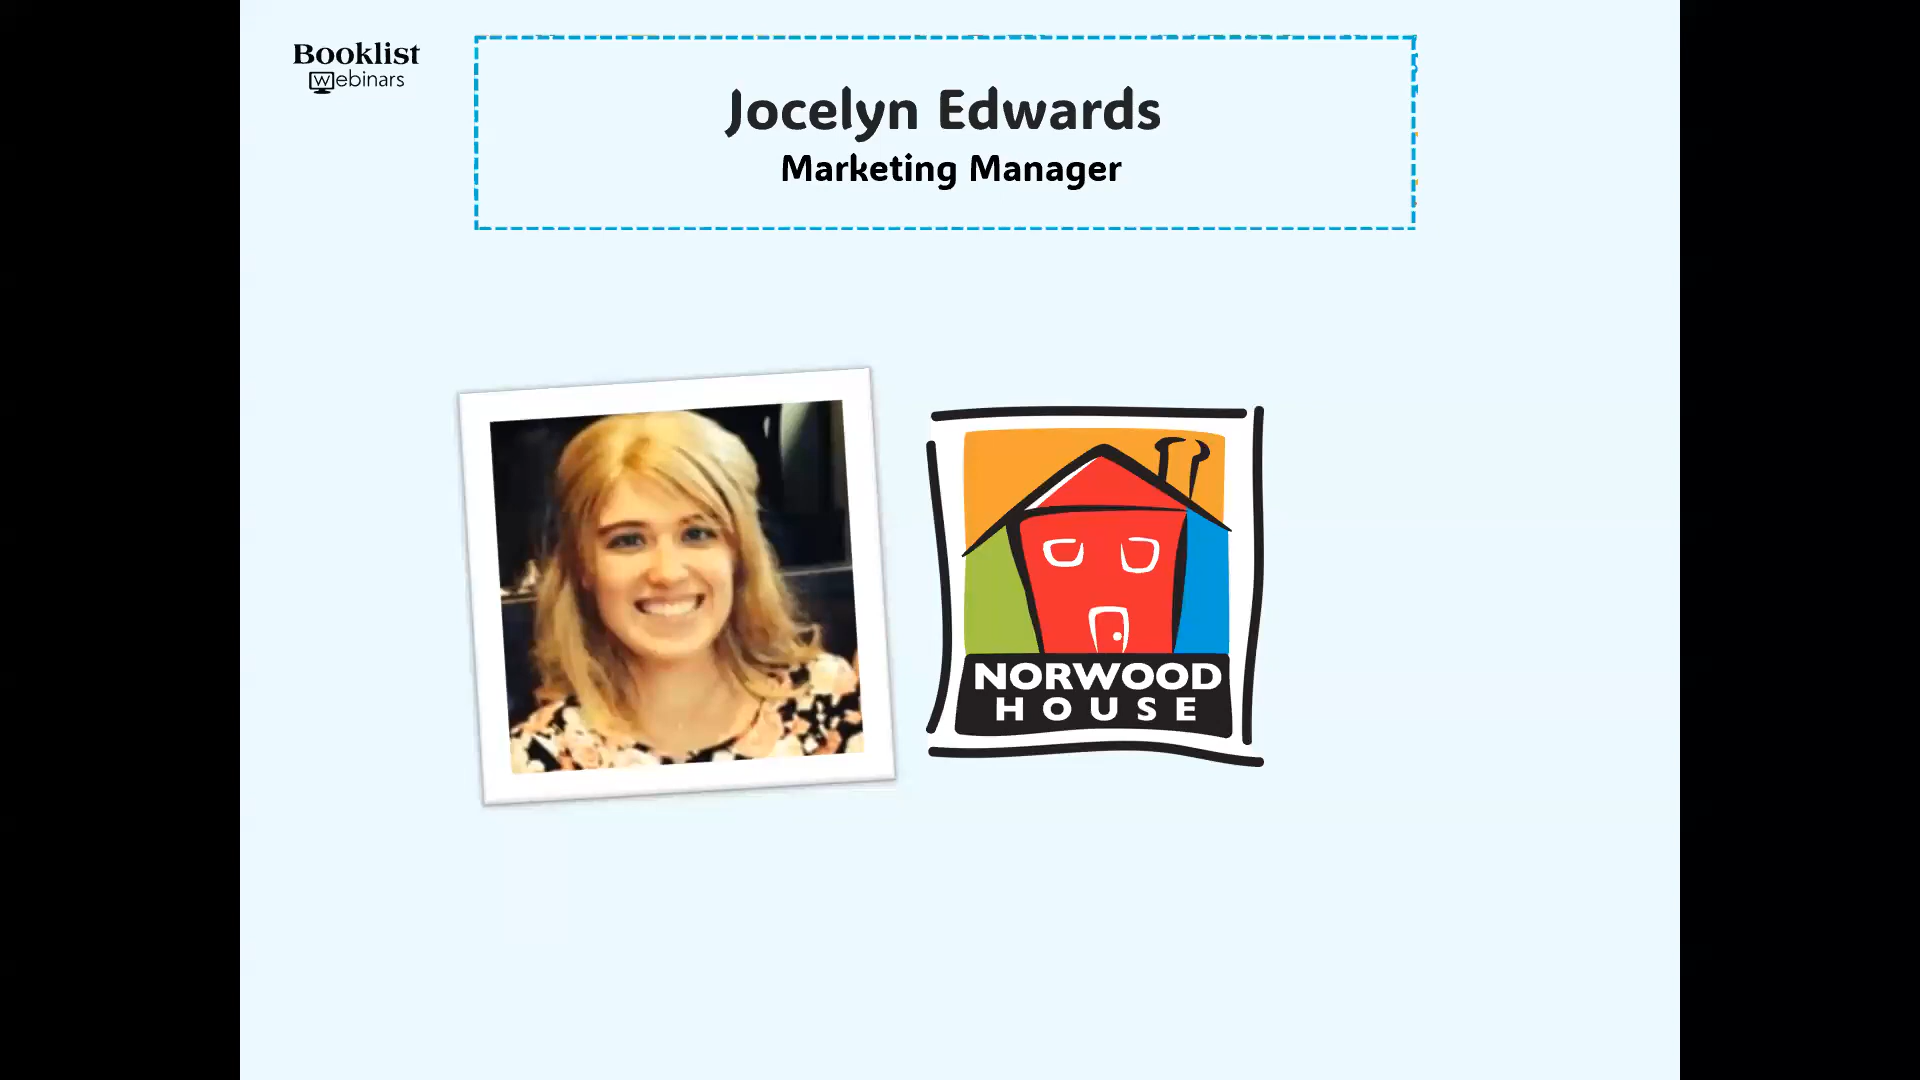 Booklist
Webinars
Jocelyn Edwards
Marketing Manager
NORWOOD
HOUSE